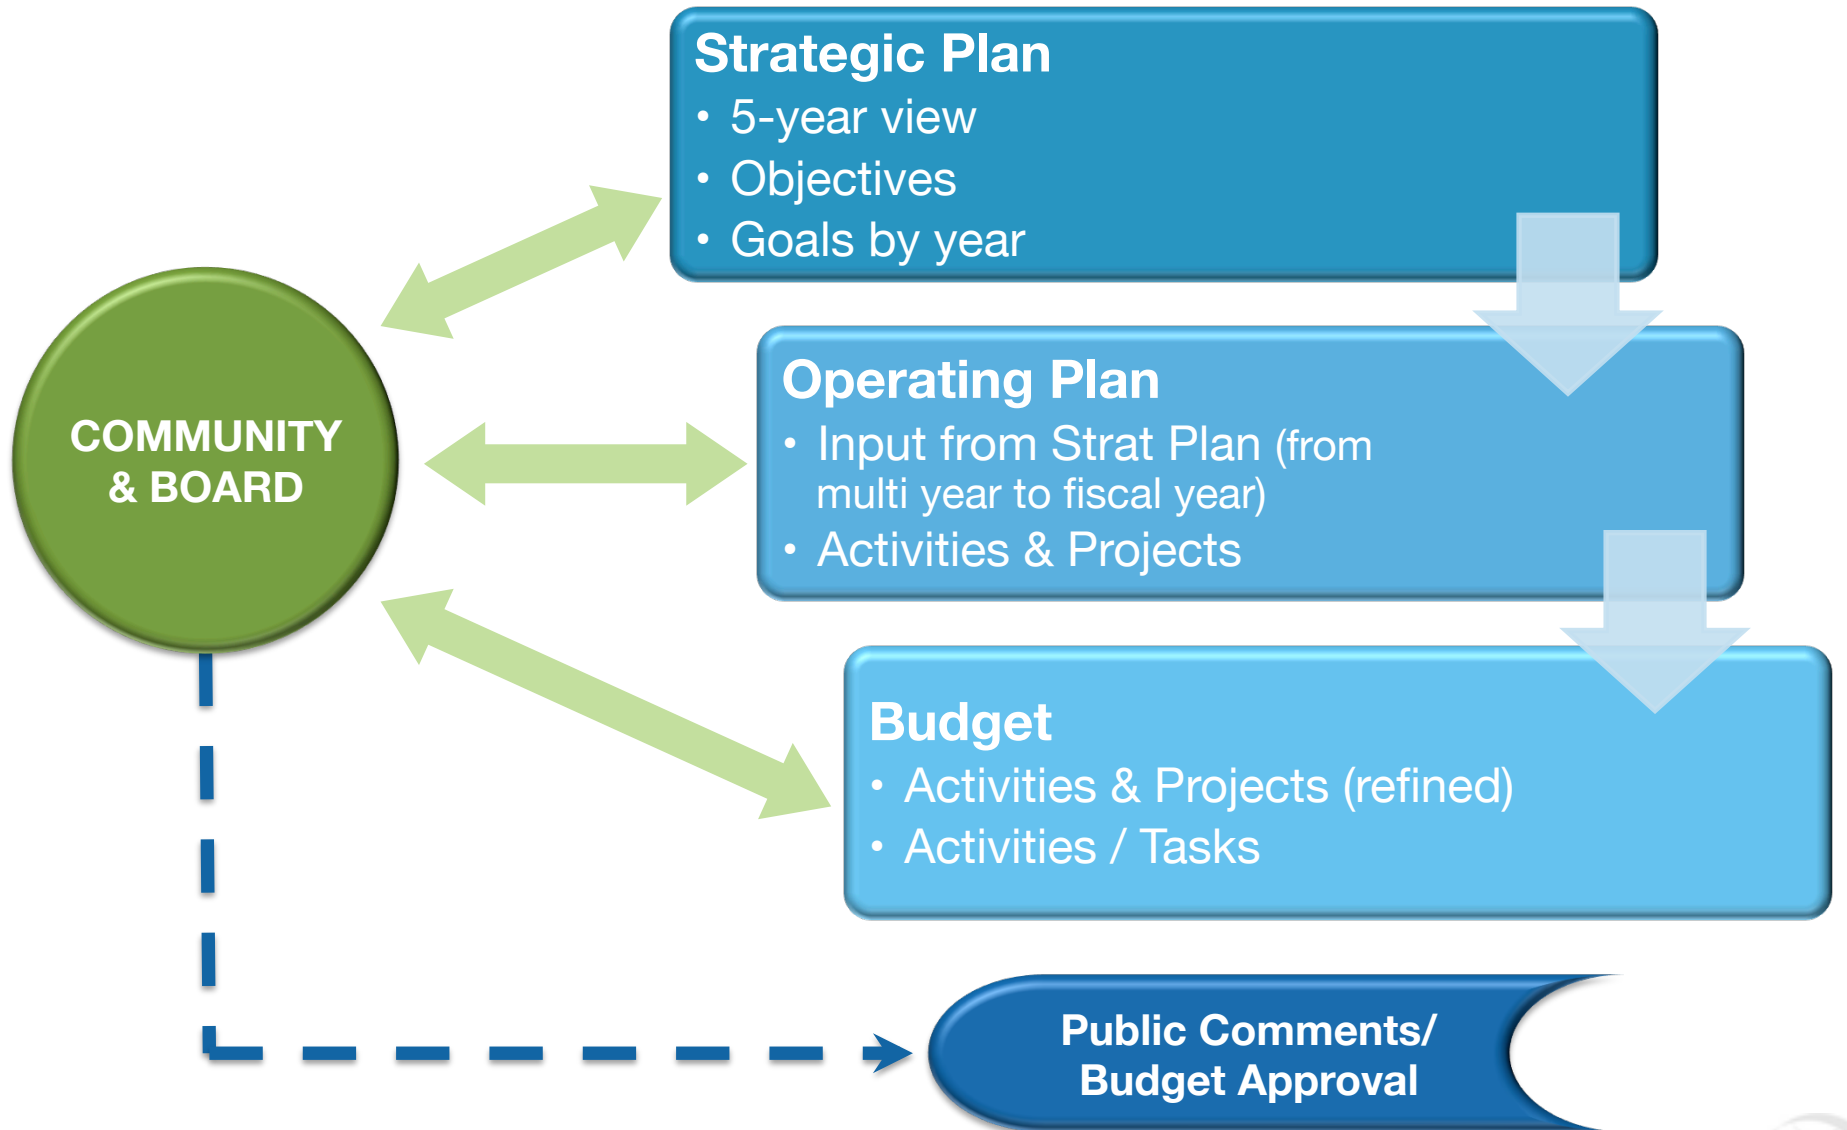 Strategic Plan
• 5-year view
• Objectives
• Goals by year
COMMUNITY
& BOARD
Operating Plan
• Input from Strat Plan (from
multi year to fiscal year)
• Activities & Projects
Budget
• Activities & Projects (refined)
• Activities / Tasks
Public Comments/
Budget Approval